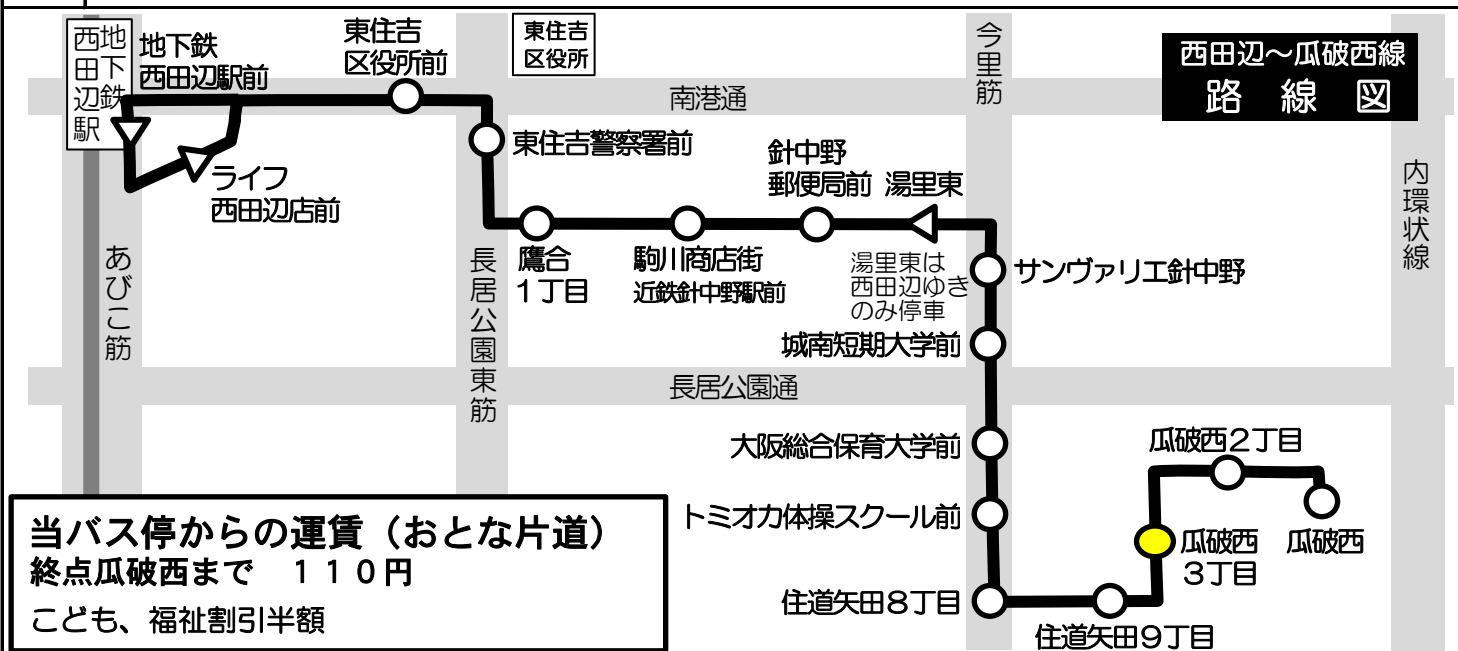 西田辺～瓜破西線
路線図
地下鉄
西田辺駅
地下鉄
西田辺駅前
東住吉
区役所前
東住吉
区役所
今里筋
南港通
東住吉警察署前
ライフ
西田辺店前
針中野
郵便局前
湯里東
内環状線
あびこ筋
長居公園東筋
鷹合
１丁目
駒川商店街
近鉄針中野駅前
湯里東は
西田辺ゆき
のみ停車
サンヴァリエ針中野
城南短期大学前
長居公園通
大阪総合保育大学前
瓜破西２丁目
トミオカ体操スクール前
瓜破西
３丁目
瓜破西
住道矢田８丁目
住道矢田９丁目
当バス停からの運賃（おとな片道）
終点瓜破西まで　１１０円
こども、福祉割引半額